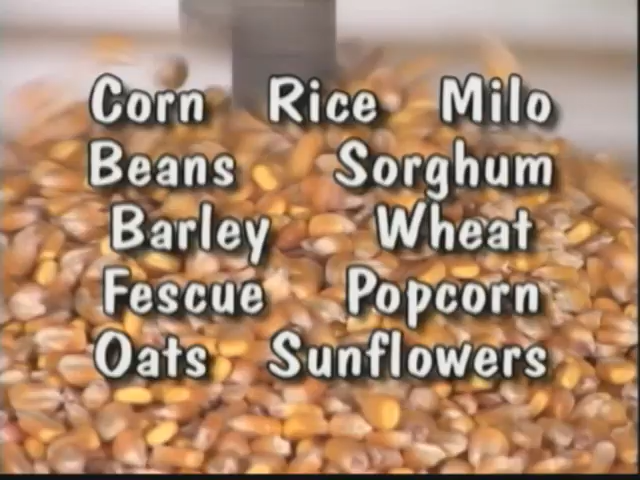 Corn Rice Milo
Beans Sorghum
Barley Wheat
Fescue Popcorn
Oats Sunflowers